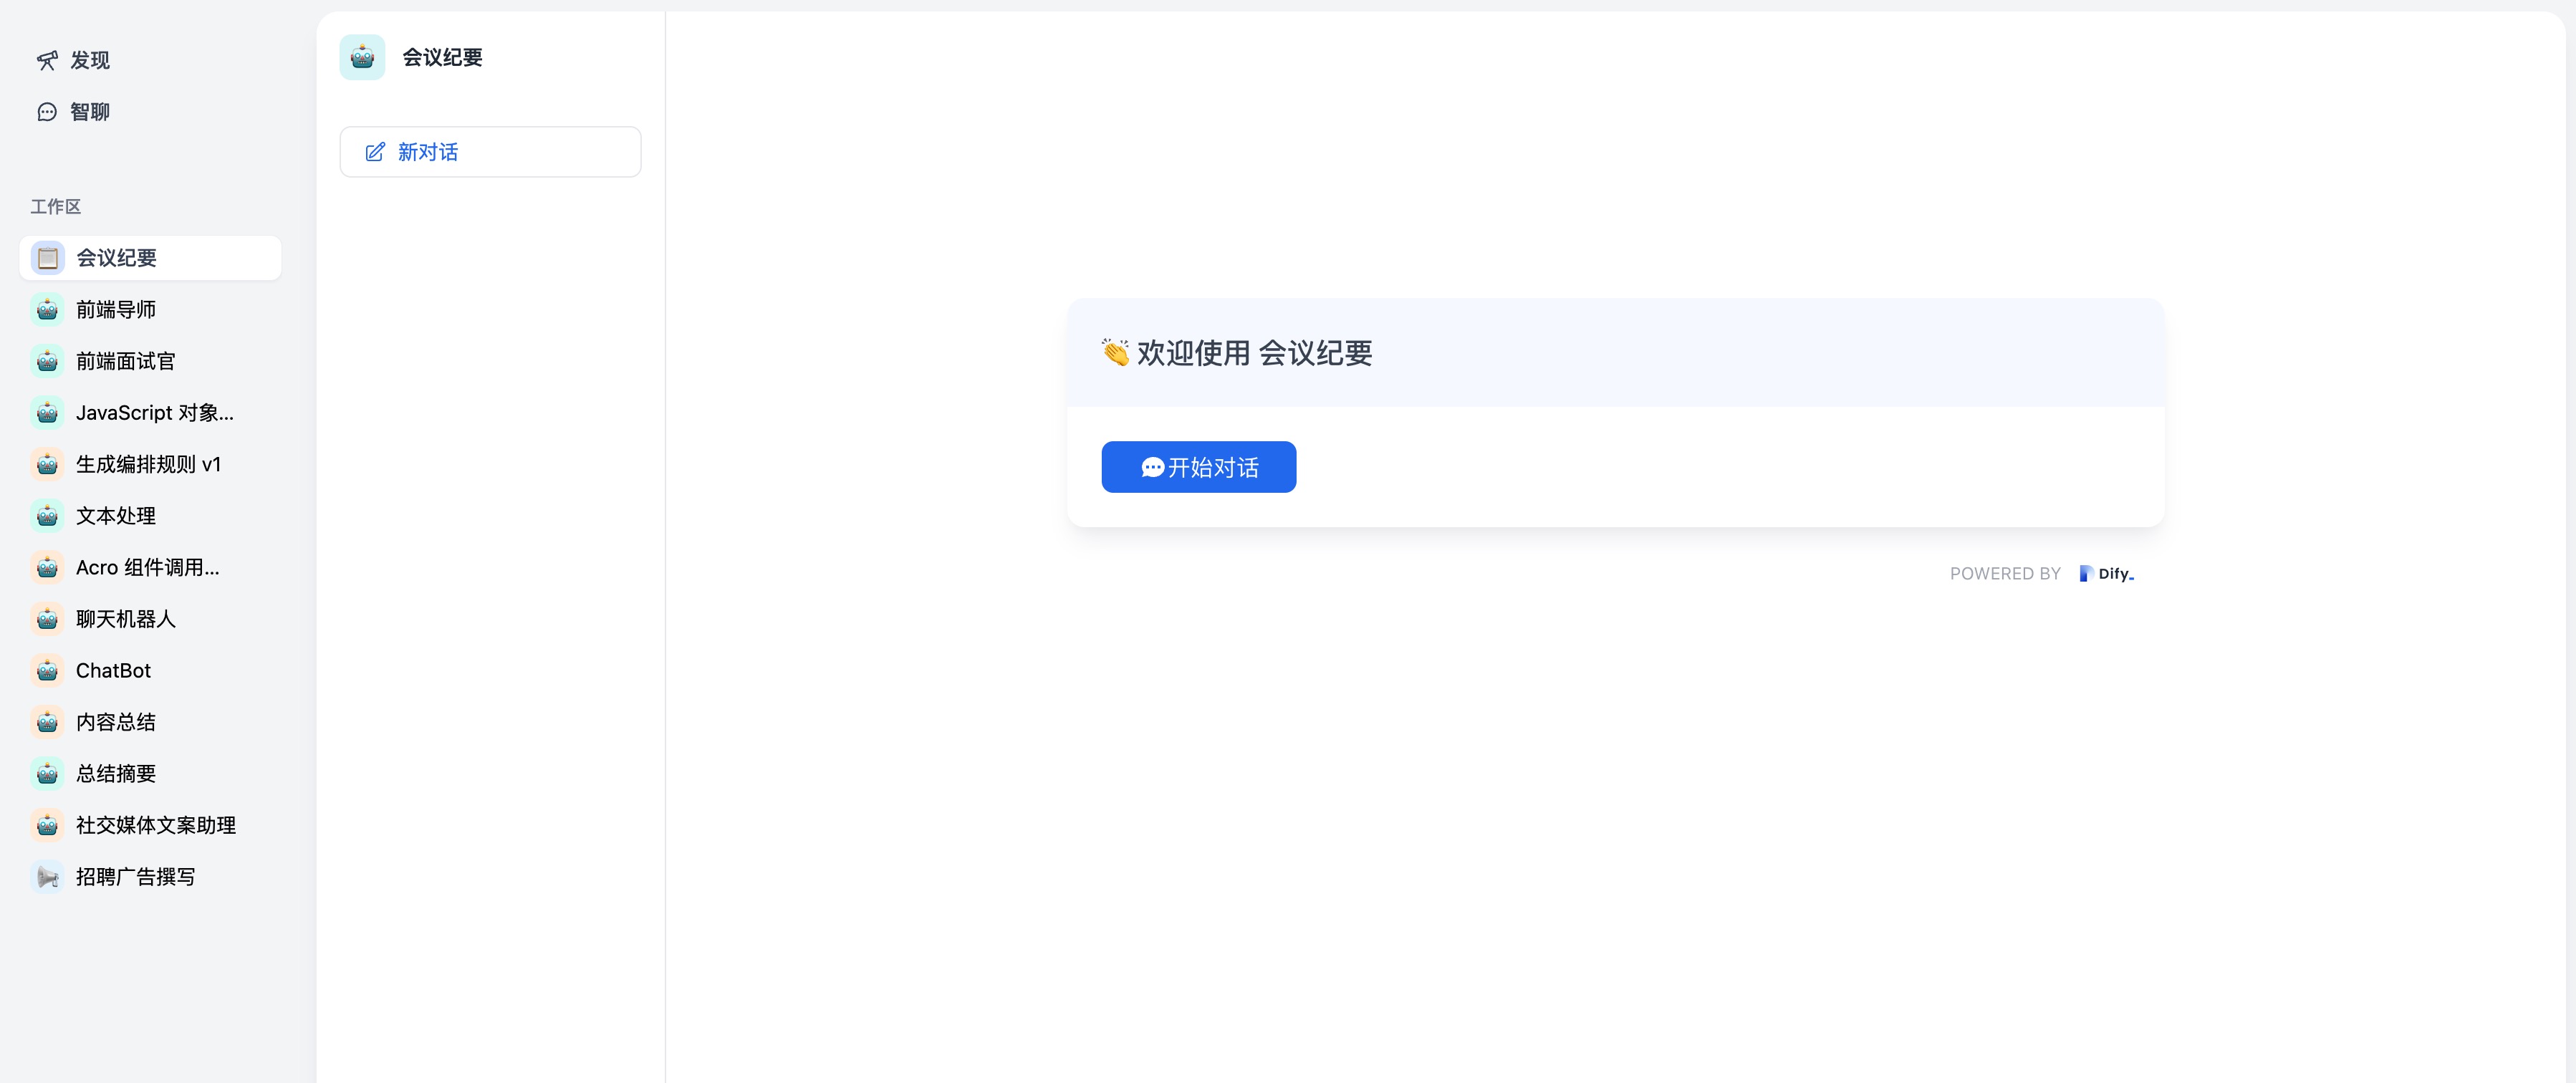 发现
智聊
工作区
会议纪要
前端导师
前端面试官
JavaScript 对象...
生成编排规则 v1
文本处理
Acro 组件调用...
聊天机器人
ChatBot
内容总结
总结摘要
社交媒体文案助理
招聘广告撰写
会议纪要
新对话
👏 欢迎使用 会议纪要
开始对话
POWERED BY Dify_